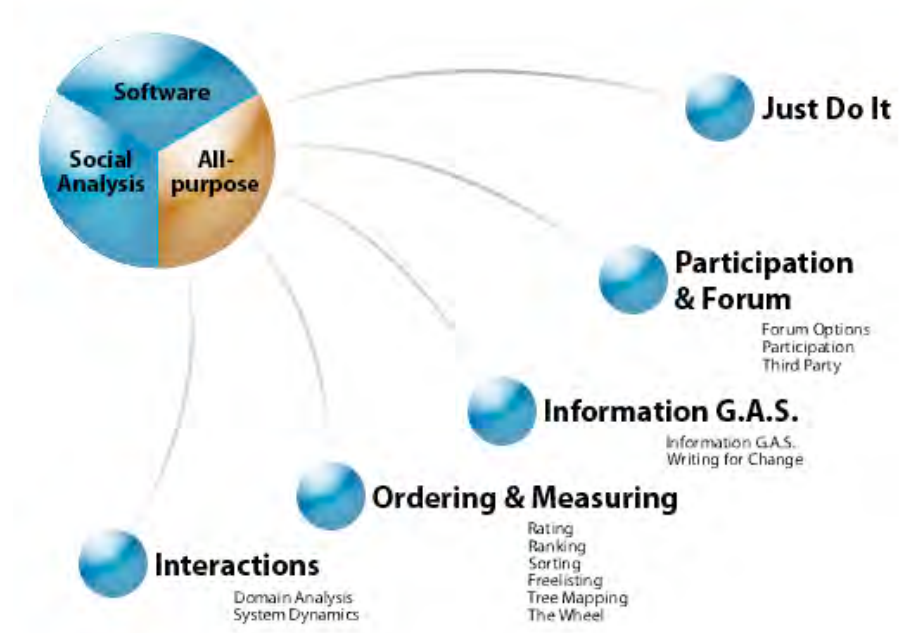 Software
Social
Analysis
All-
purpose
Just Do It
Participation
& Forum
Forum Options
Participation
Third Party
Information G.A.S.
Information G.A.S.
Writing for Change
Ordering & Measuring
Rating
Ranking
Sorting
Freelisting
Tree Mapping
The Wheel
Interactions
Domain Analysis
System Dynamics